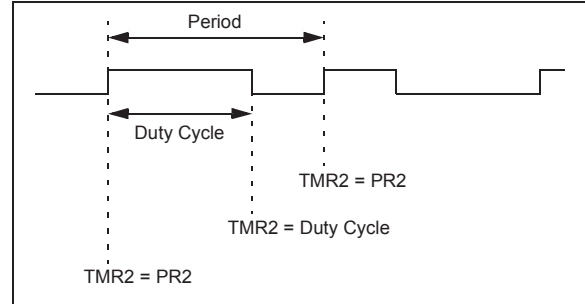 Period
Duty Cycle
TMR2 = PR2
TMR2 = Duty Cycle
TMR2 = PR2